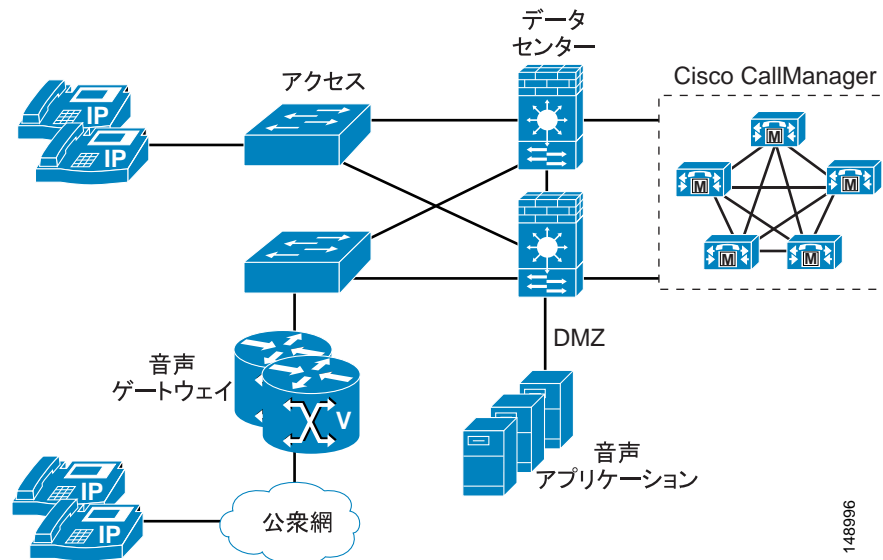 データ
センター
アクセス
Cisco CallManager
IP
IP
M
M
M
M
M
DMZ
音声
ゲートウェイ
V
音声
アプリケーション
IP
IP
公衆網
148996